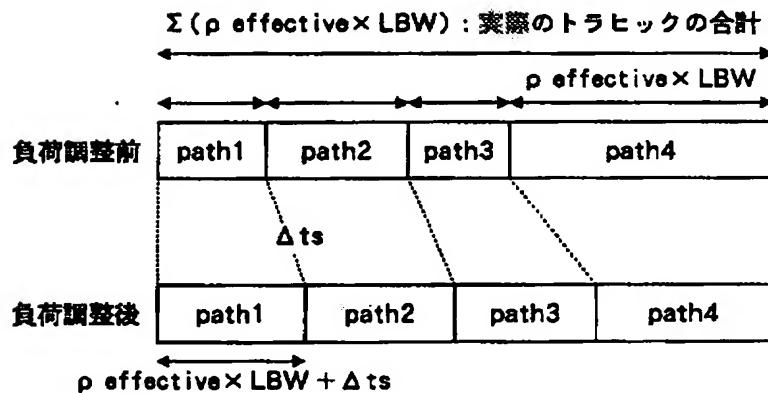 Σ(ρ effective× LBW) : 実際のトラヒックの合計
ρ effective× LBW
負荷調整前 path1 path2 path3 path4
Δts
負荷調整後 path1 path2 path3 path4
ρ effective× LBW + Δts